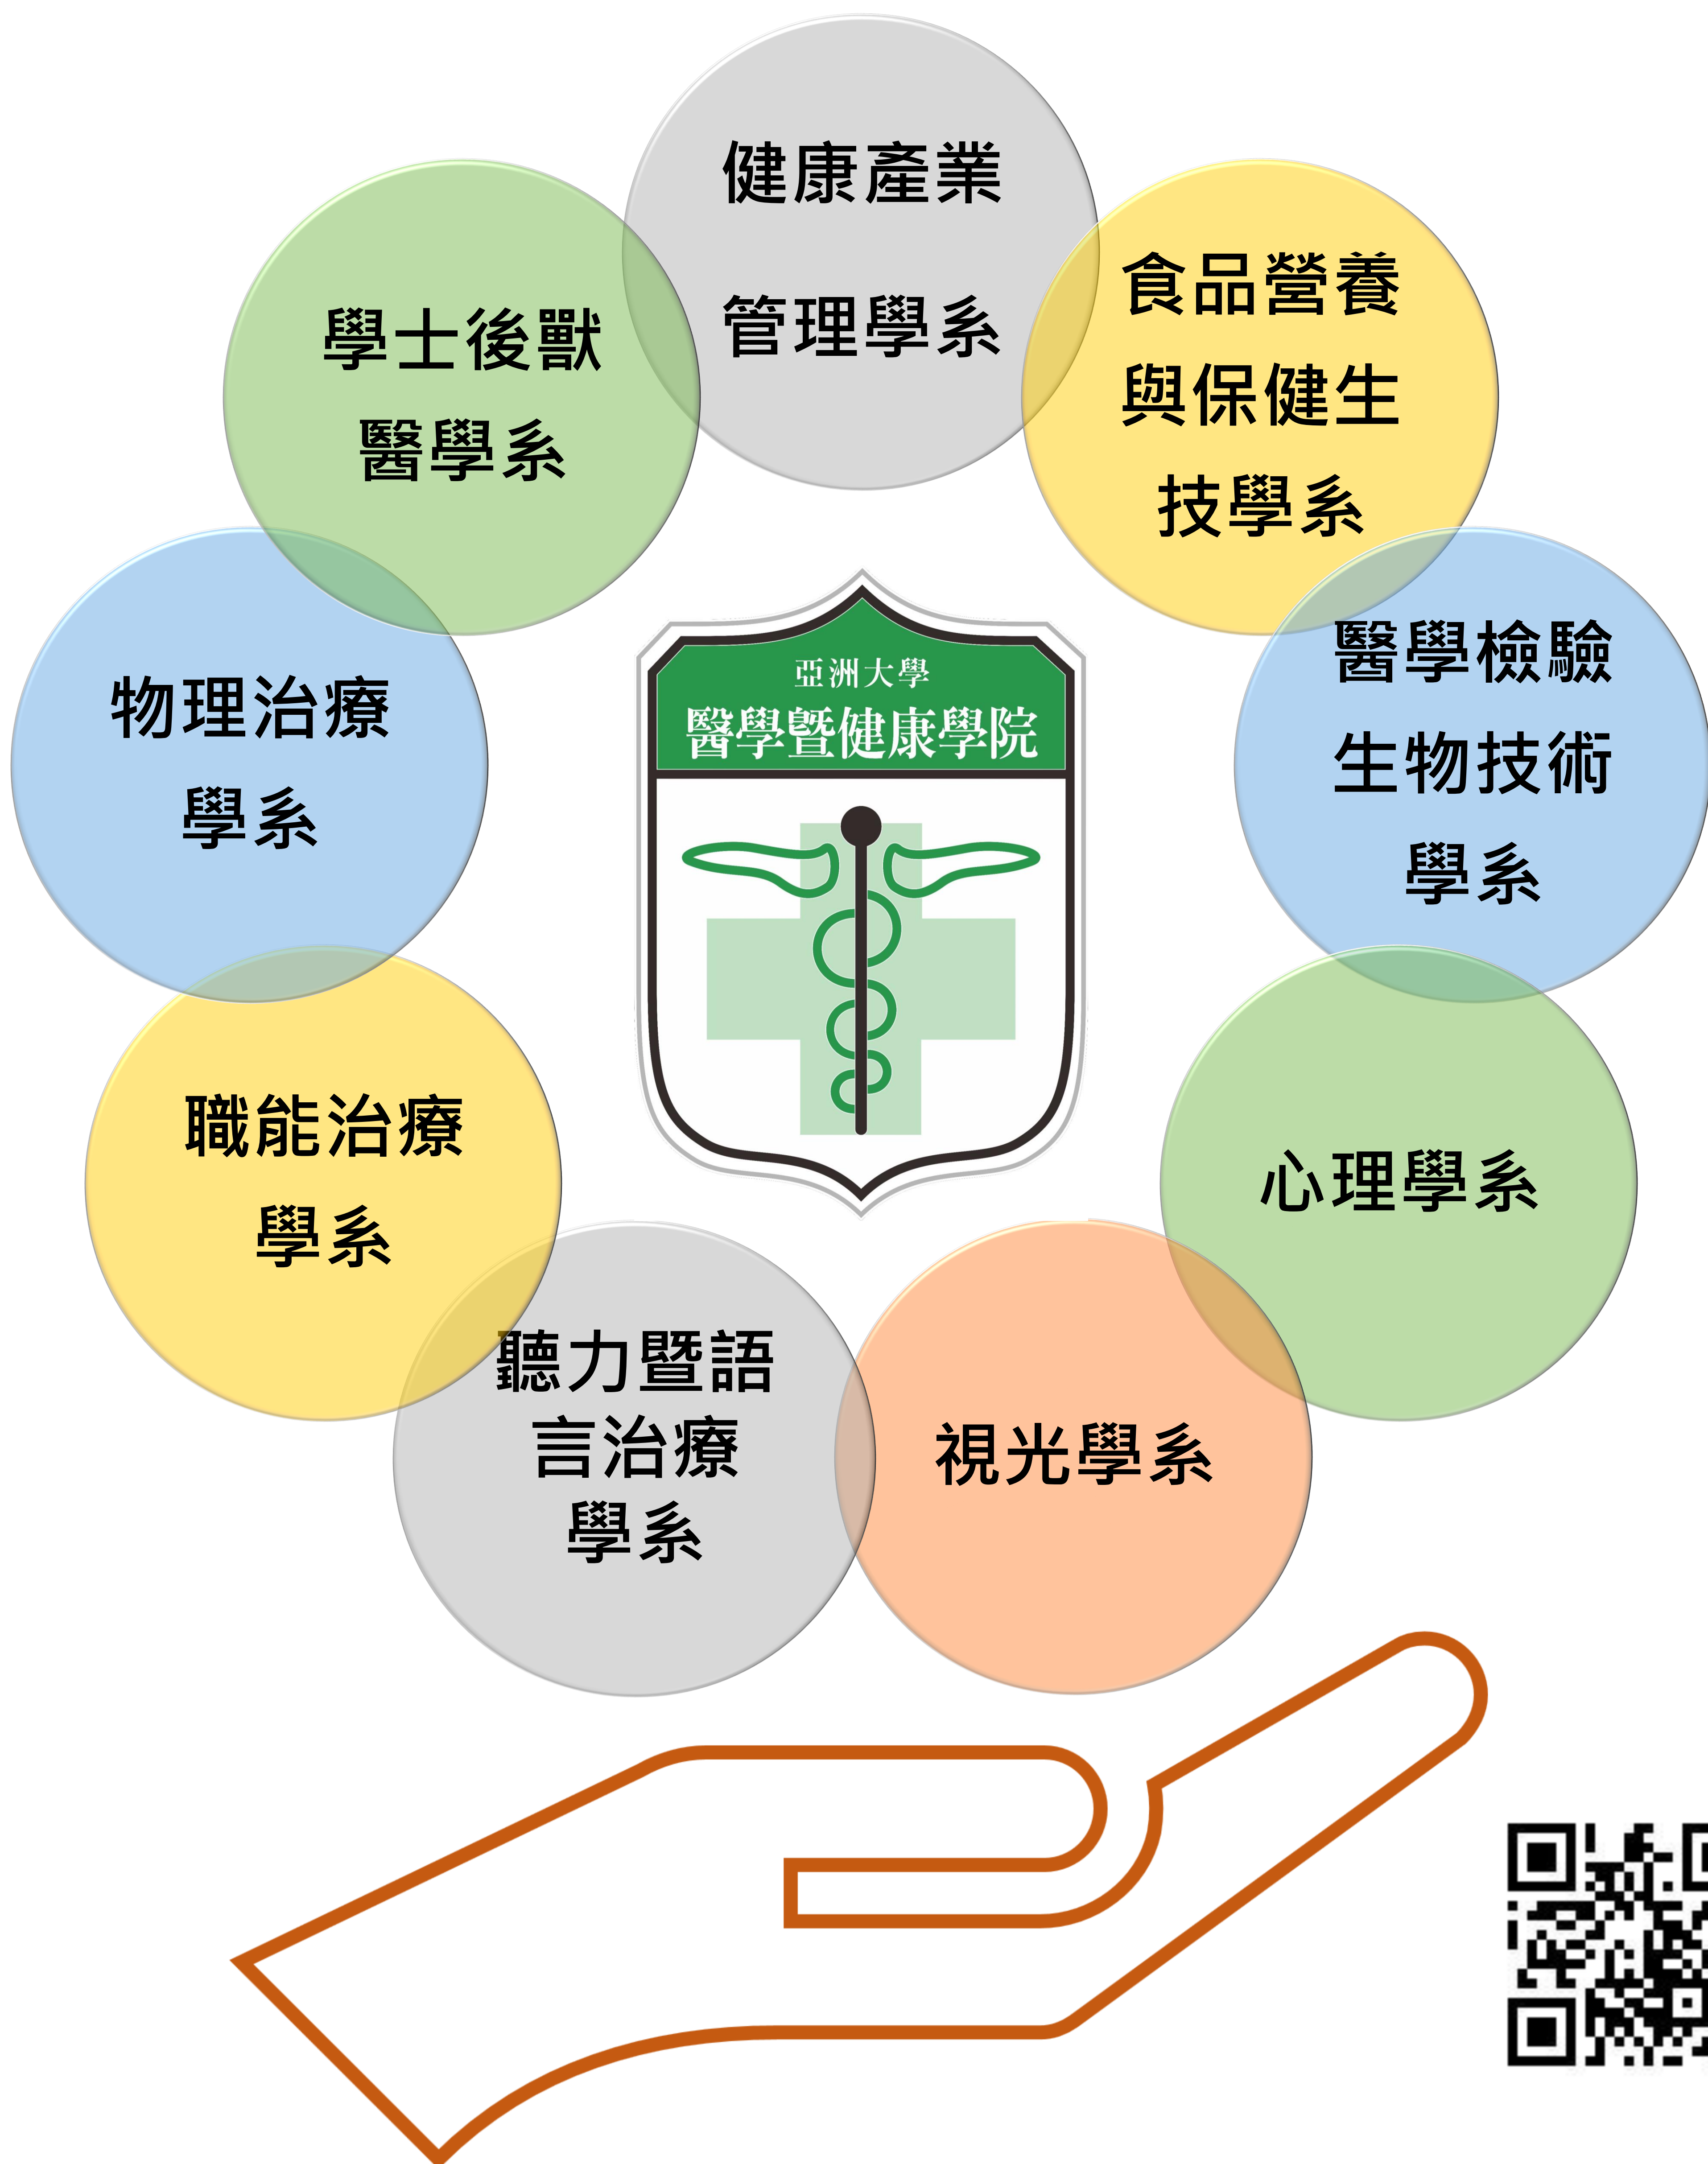 健康產業
管理學系
食品營養
與保健生
技學系
醫學檢驗
生物技術
學系
心理學系
視光學系
聽力暨語
言治療
學系
職能治療
學系
物理治療
學系
學士後獸
醫學系
亞洲大學
醫學暨健康學院